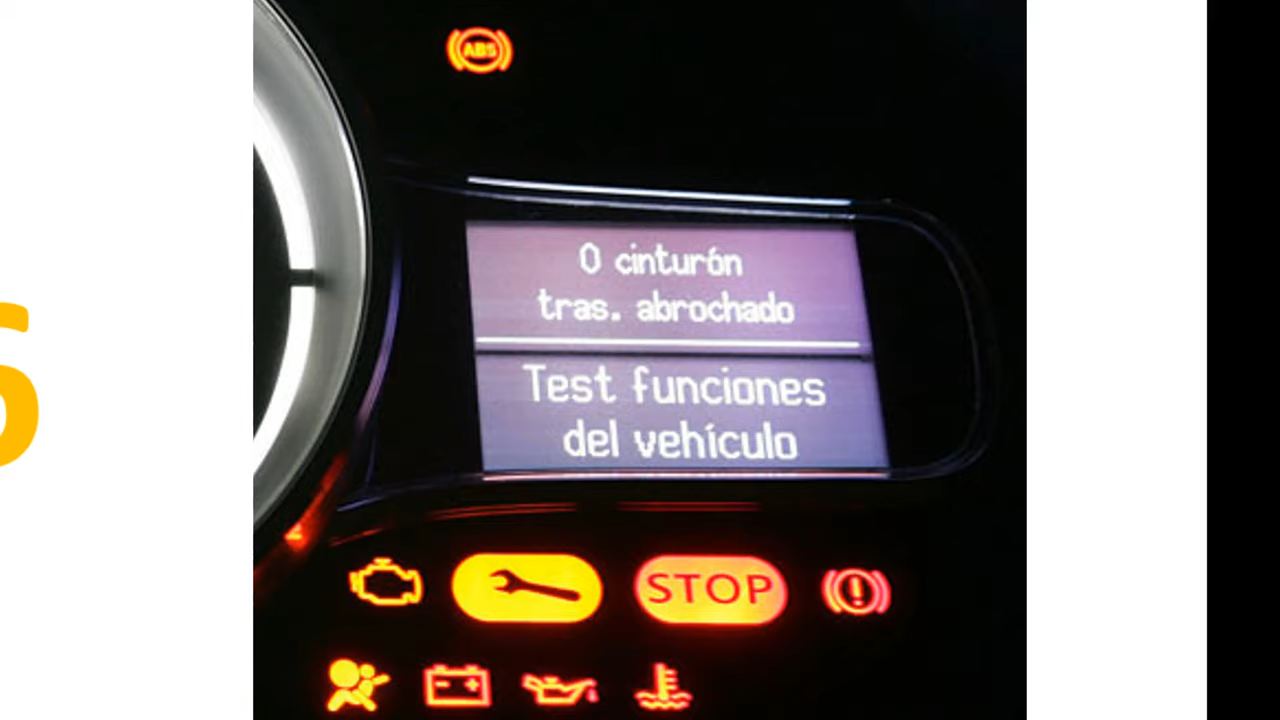 ABS
0 cinturón
tras. abrochado
Test funciones
del vehículo
STOP